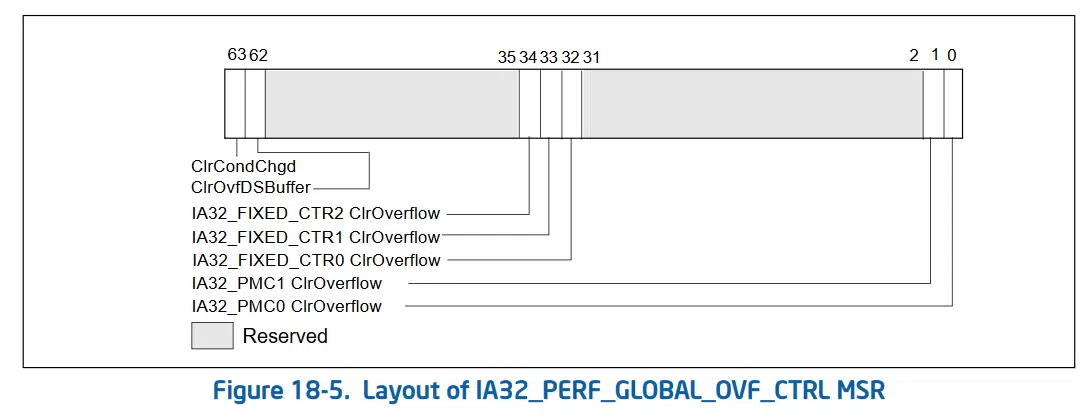 63 62 35 34 33 32 31 2 1 0
ClrCondChgd
ClrOvfDSBuffer
IA32_FIXED_CTR2 ClrOverflow
IA32_FIXED_CTR1 ClrOverflow
IA32_FIXED_CTR0 ClrOverflow
IA32_PMC1 ClrOverflow
IA32_PMC0 ClrOverflow
Reserved
Figure 18-5. Layout of IA32_PERF_GLOBAL_OVF_CTRL MSR